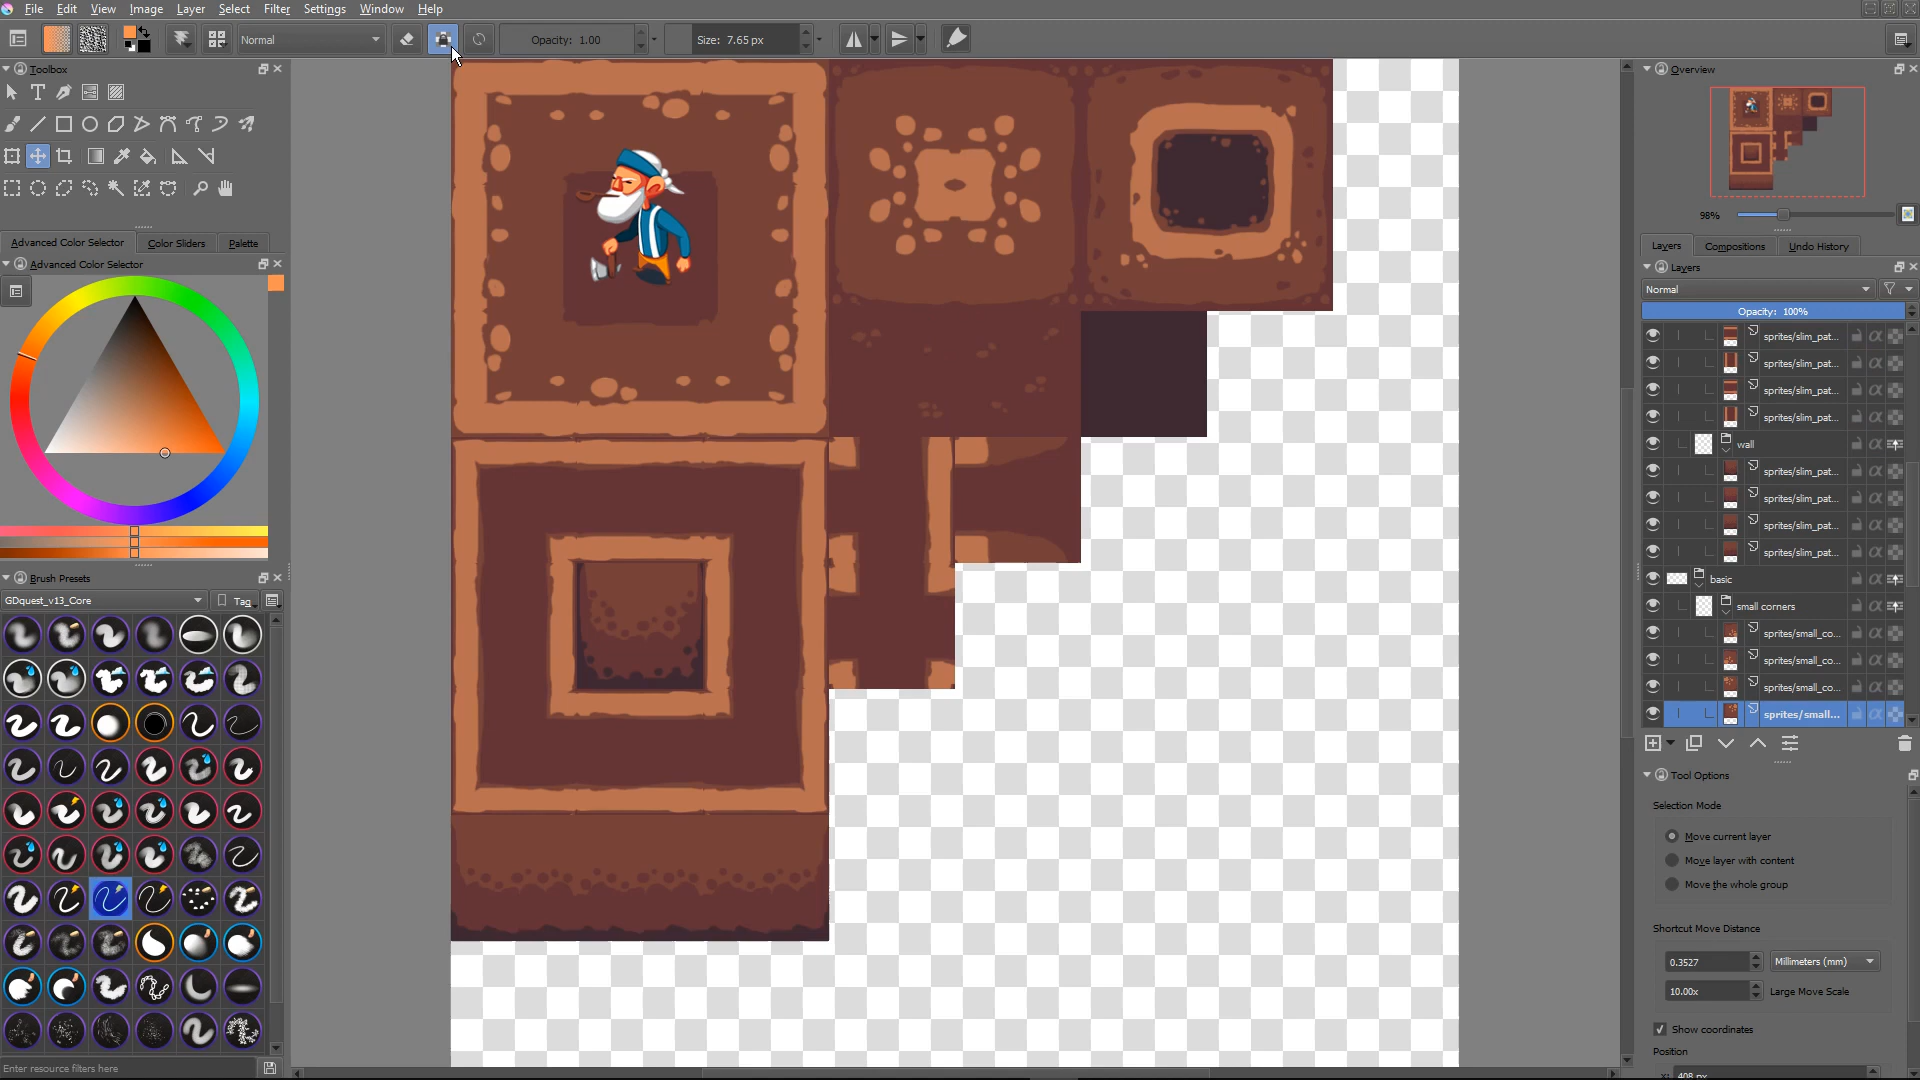 File Edit View Image Layer Select Filter Settings Window Help
Normal
Opacity: 1.00
Size: 7.65 px
Toolbox
Advanced Color Selector
Color Sliders
Palette
Advanced Color Selector
Brush Presets
GDquest_v13_Core
Tag
Enter resource filters here
Overview
98%
Layers
Compositions
Undo History
Layers
Normal
Opacity: 100%
sprites/slim_pat...
sprites/slim_pat...
sprites/slim_pat...
sprites/slim_pat...
wall
sprites/slim_pat...
sprites/slim_pat...
sprites/slim_pat...
sprites/slim_pat...
basic
small corners
sprites/small_co...
sprites/small_co...
sprites/small_co...
sprites/small...
Tool Options
Selection Mode
Move current layer
Move layer with content
Move the whole group
Shortcut Move Distance
0.3527
Millimeters (mm)
10.00x
Large Move Scale
Show coordinates
Position
x: 408 px